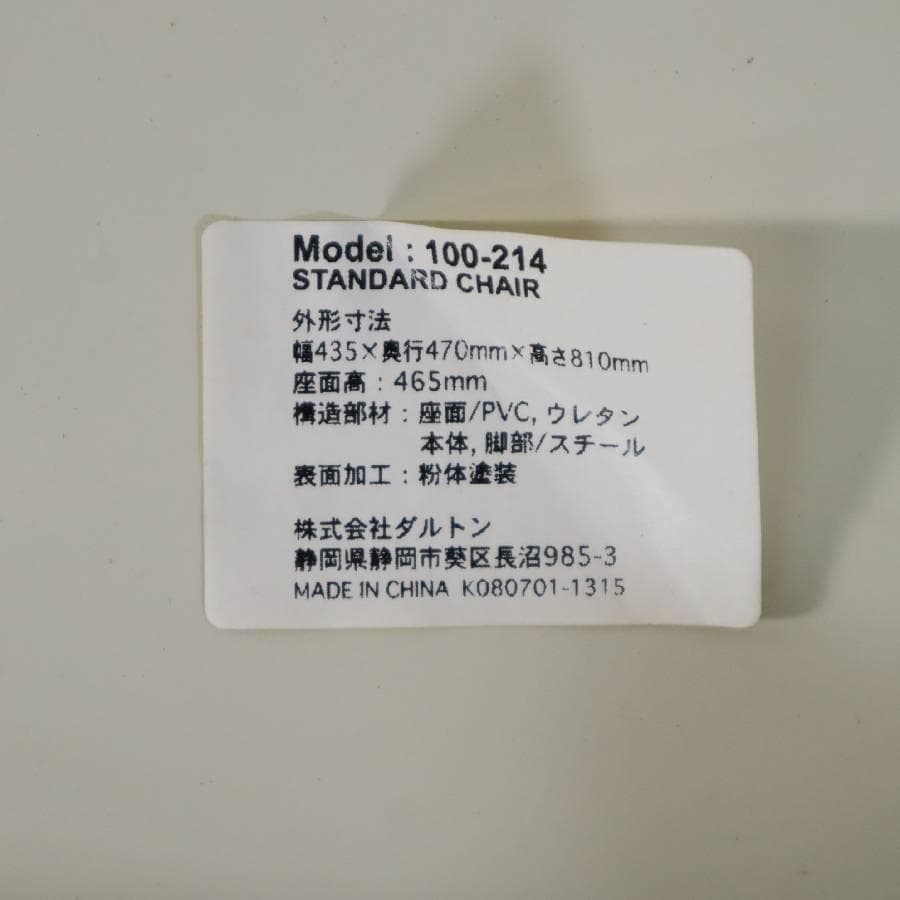 Model : 100-214
STANDARD CHAIR
外形寸法
幅435×奥行470mm×高さ810mm
座面高 : 465mm
構造部材 : 座面/PVC, ウレタン
本体, 脚部/スチール
表面加工 : 粉体塗装
株式会社ダルトン
静岡県静岡市葵区長沼985-3
MADE IN CHINA K080701-1315